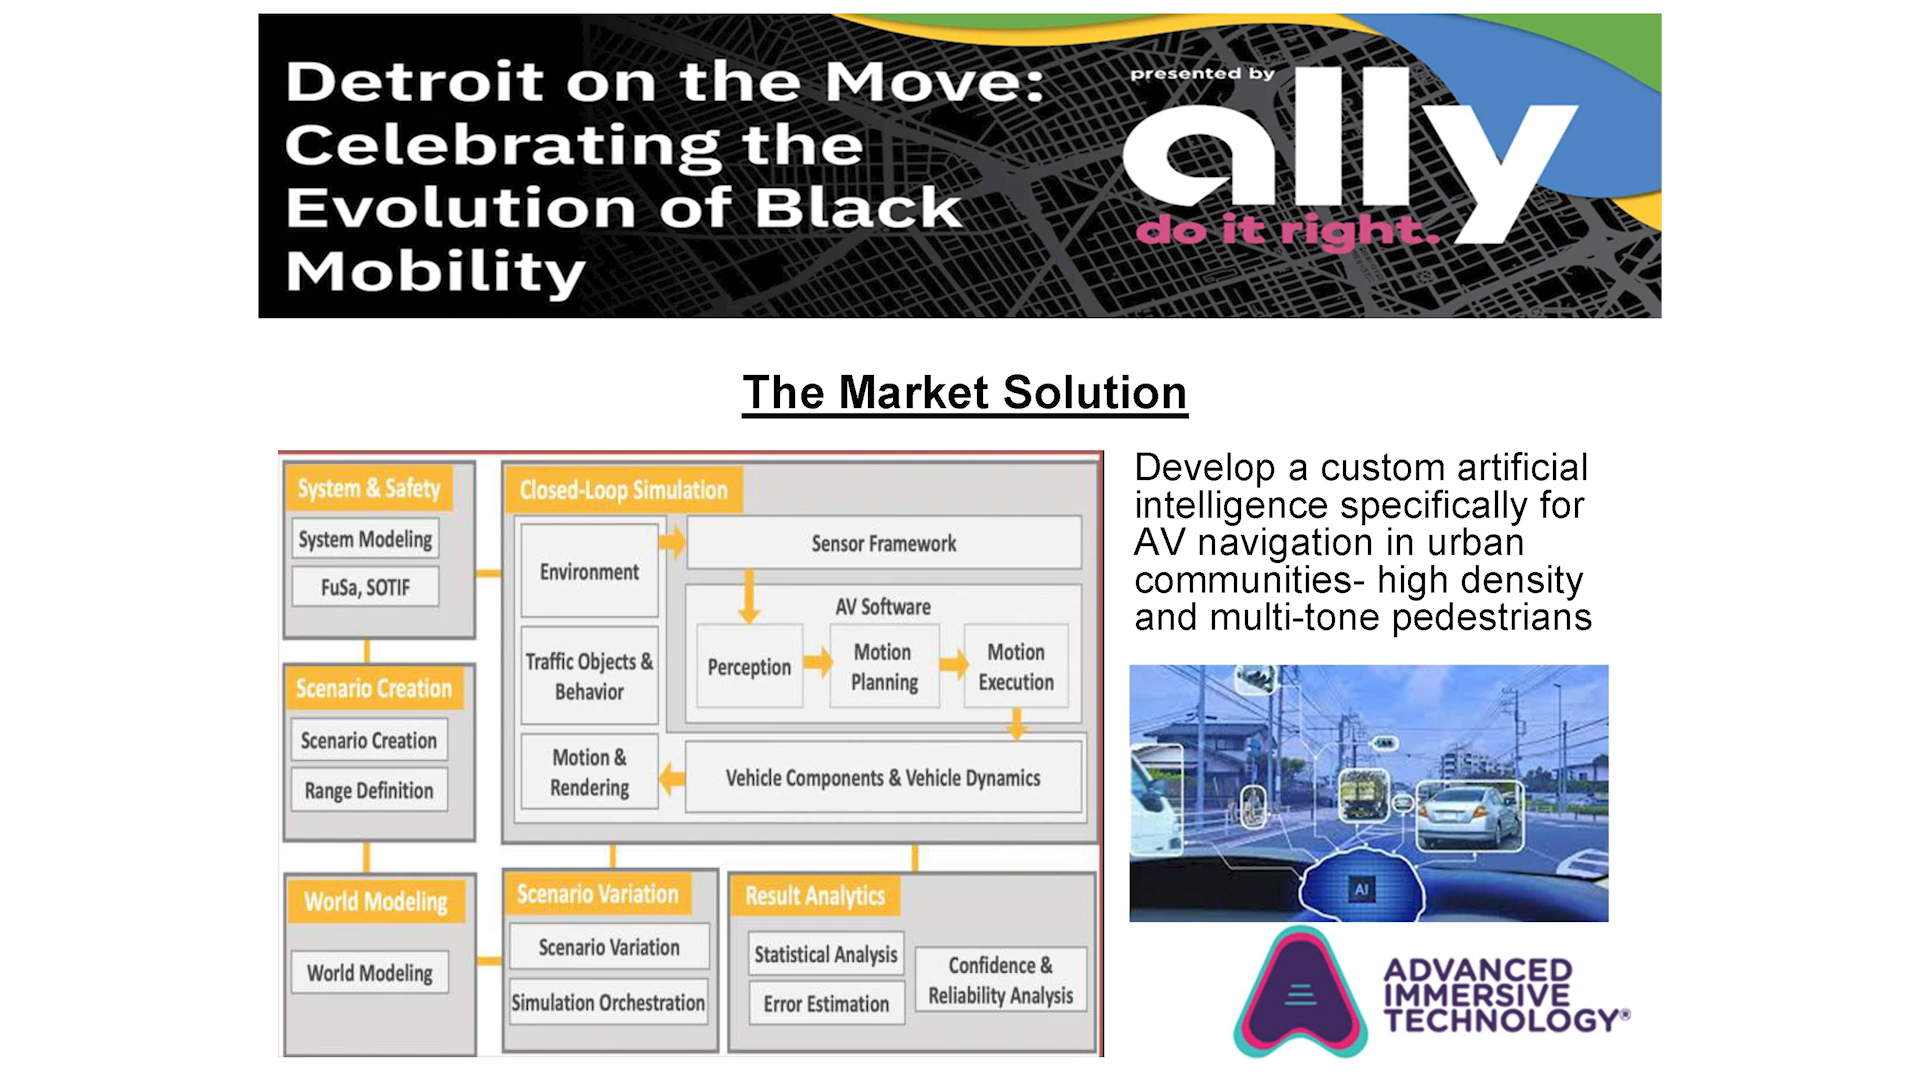 Detroit on the Move:
Celebrating the
Evolution of Black
Mobility
presented by
ally
do it right.
The Market Solution
System & Safety
System Modeling
FuSa, SOTIF
Scenario Creation
Scenario Creation
Range Definition
World Modeling
World Modeling
Closed-Loop Simulation
Environment
Traffic Objects &
Behavior
Motion &
Rendering
Sensor Framework
AV Software
Perception
Motion
Planning
Motion
Execution
Vehicle Components & Vehicle Dynamics
Scenario Variation
Scenario Variation
Simulation Orchestration
Result Analytics
Statistical Analysis
Error Estimation
Confidence &
Reliability Analysis
Develop a custom artificial
intelligence specifically for
AV navigation in urban
communities- high density
and multi-tone pedestrians
AI
ADVANCED
IMMERSIVE
TECHNOLOGY®